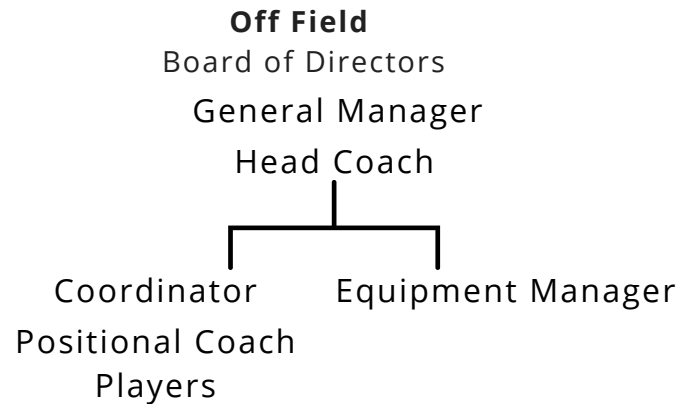 Off Field
Board of Directors
General Manager
Head Coach
Coordinator
Equipment Manager
Positional Coach
Players